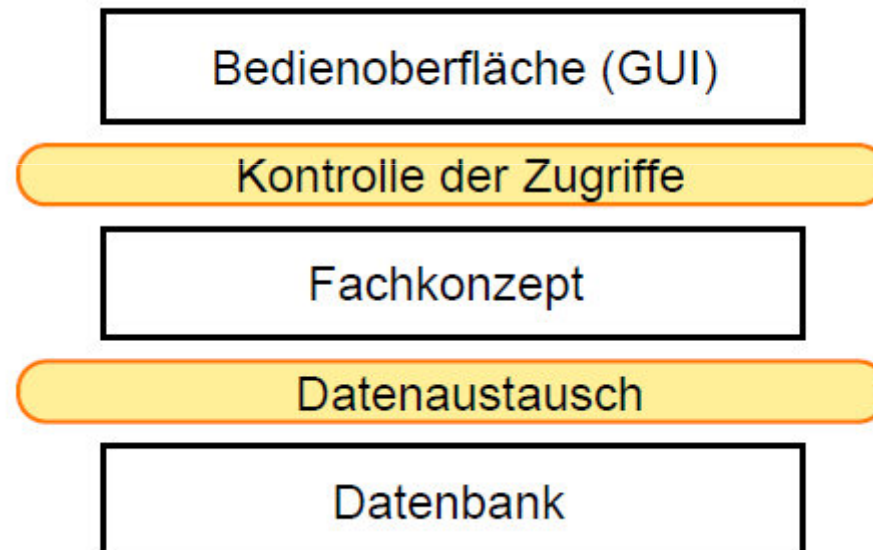 Bedienoberfläche (GUI)
Kontrolle der Zugriffe
Fachkonzept
Datenaustausch
Datenbank